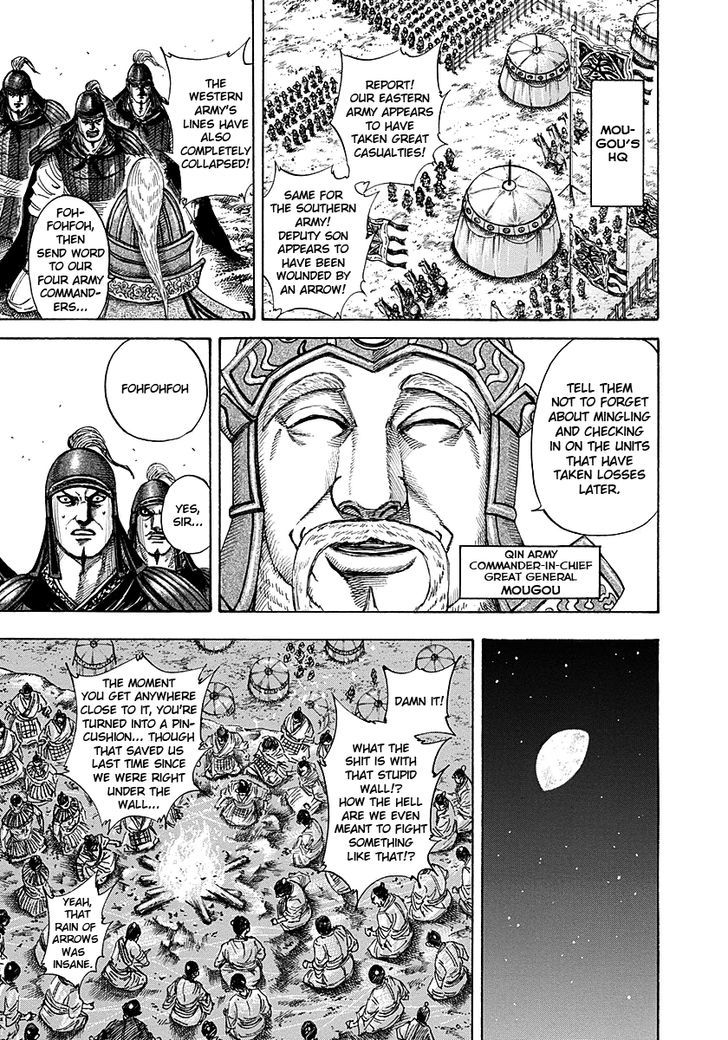 MOU-
GOU'S
HQ
REPORT!
OUR EASTERN
ARMY APPEARS
TO HAVE
TAKEN GREAT
CASUALTIES!
SAME FOR
THE SOUTHERN
ARMY!
DEPUTY SON
APPEARS TO
HAVE BEEN
WOUNDED BY
AN ARROW!
THE
WESTERN
ARMY'S
LINES HAVE
ALSO
COMPLETELY
COLLAPSED!
FOH-
FOHFOH,
THEN
SEND WORD
TO OUR
FOUR ARMY
COMMAND-
ERS...
TELL THEM
NOT TO FORGET
ABOUT MINGLING
AND CHECKING
IN ON THE UNITS
THAT HAVE
TAKEN LOSSES
LATER.
QIN ARMY
COMMANDER-IN-CHIEF
GREAT GENERAL
MOUGOU
FOHFOHFOH
YES,
SIR...
DAMN IT!
WHAT THE
SHIT IS WITH
THAT STUPID
WALL!?
HOW THE HELL
ARE WE EVEN
MEANT TO FIGHT
SOMETHING
LIKE THAT!?
THE MOMENT
YOU GET ANYWHERE
CLOSE TO IT, YOU'RE
TURNED INTO A PIN-
CUSHION... THOUGH
THAT SAVED US
LAST TIME SINCE
WE WERE RIGHT
UNDER THE
WALL...
YEAH,
THAT
RAIN OF
ARROWS
WAS
INSANE.